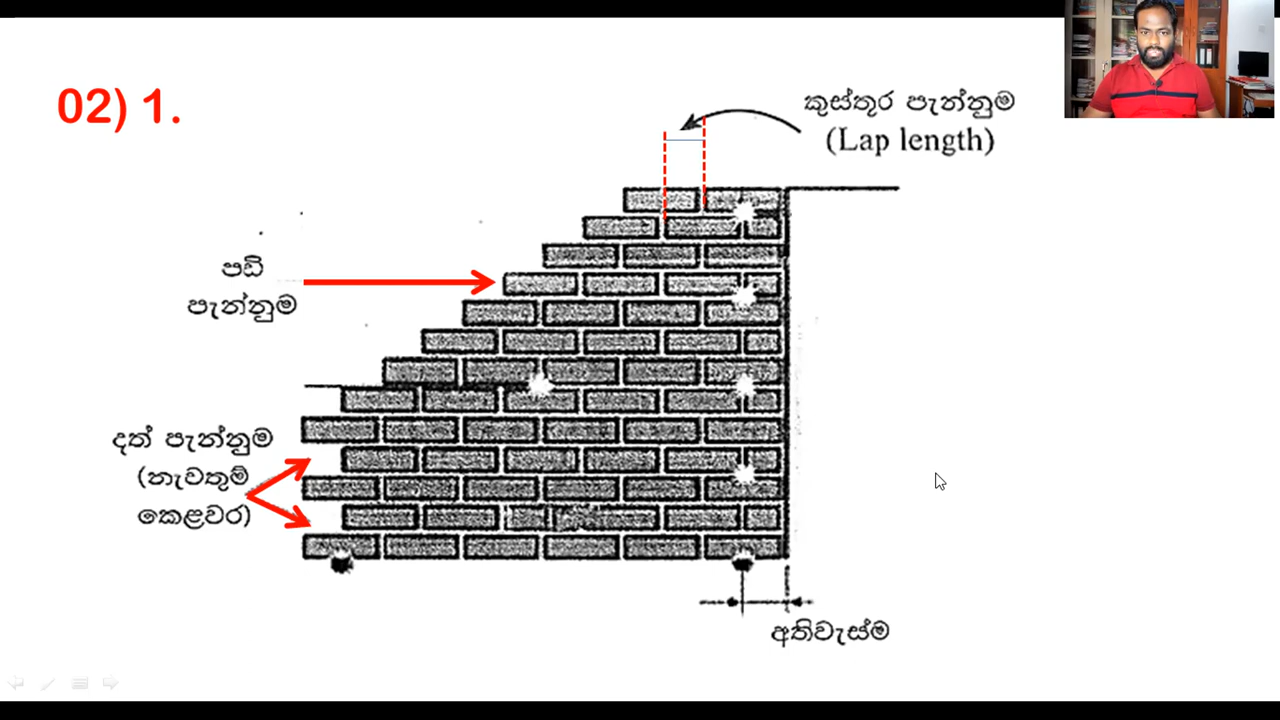 02) 1.
කුස්තුර පැන්නුම
(Lap length)
පඩි
පැන්නුම
දත් පැන්නුම
(නැවතුම්
කෙළවර)
අතිවැස්ම